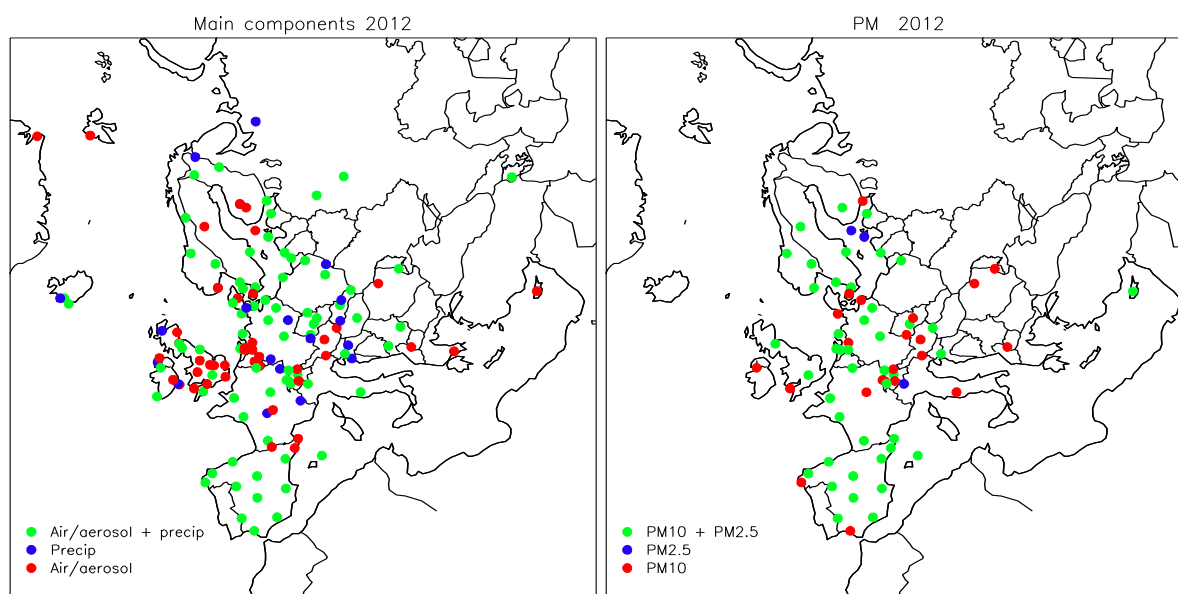 Main components 2012
PM 2012
Air/aerosol + precip
Precip
Air/aerosol
PM10 + PM2.5
PM2.5
PM10